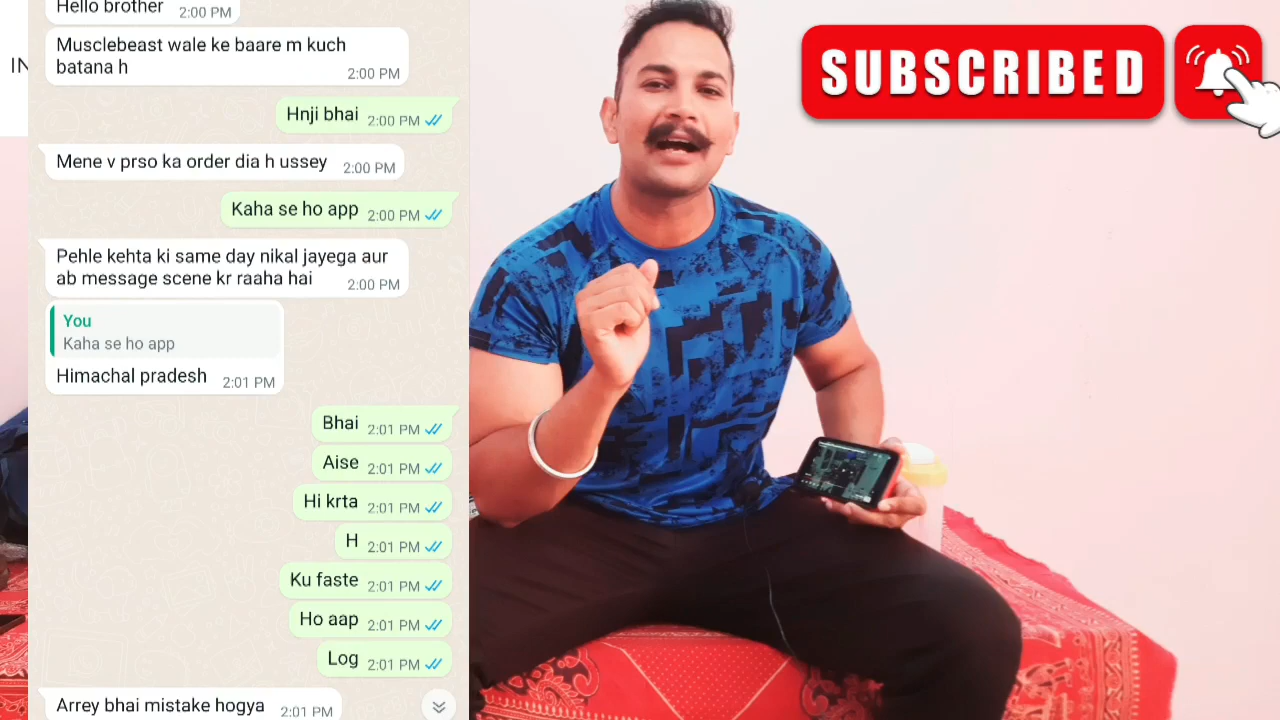 IN
Hello brother 2:00 PM
Musclebeast wale ke baare m kuch
batana h 2:00 PM
Hnji bhai 2:00 PM
Mene v prso ka order dia h ussey 2:00 PM
Kaha se ho app 2:00 PM
Pehle kehta ki same day nikal jayega aur
ab message scene kr raaha hai 2:00 PM
You
Kaha se ho app
Himachal pradesh 2:01 PM
Bhai 2:01 PM
Aise 2:01 PM
Hi krta 2:01 PM
H 2:01 PM
Ku faste 2:01 PM
Ho aap 2:01 PM
Log 2:01 PM
Arrey bhai mistake hogya 2:01 PM
SUBSCRIBED